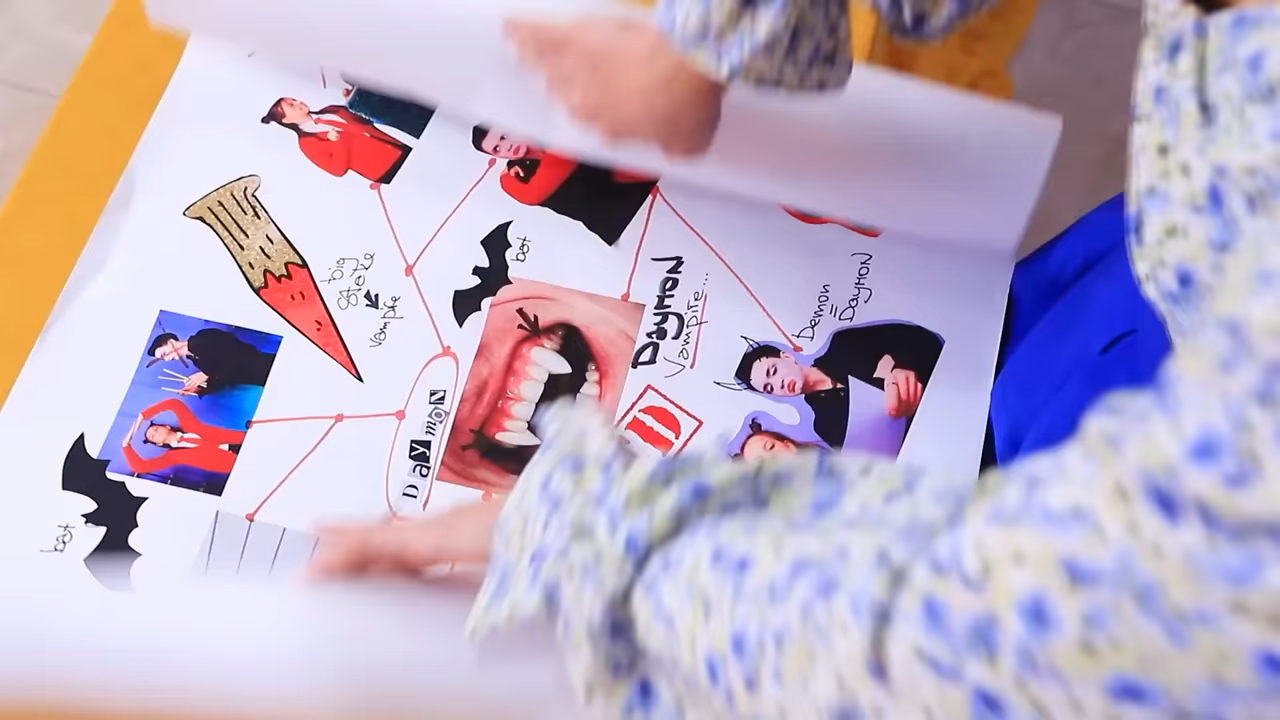 big
stake
vampire
bat
DayMON
Vampire...
Demon
=
DayMON
Daymon
D
bat